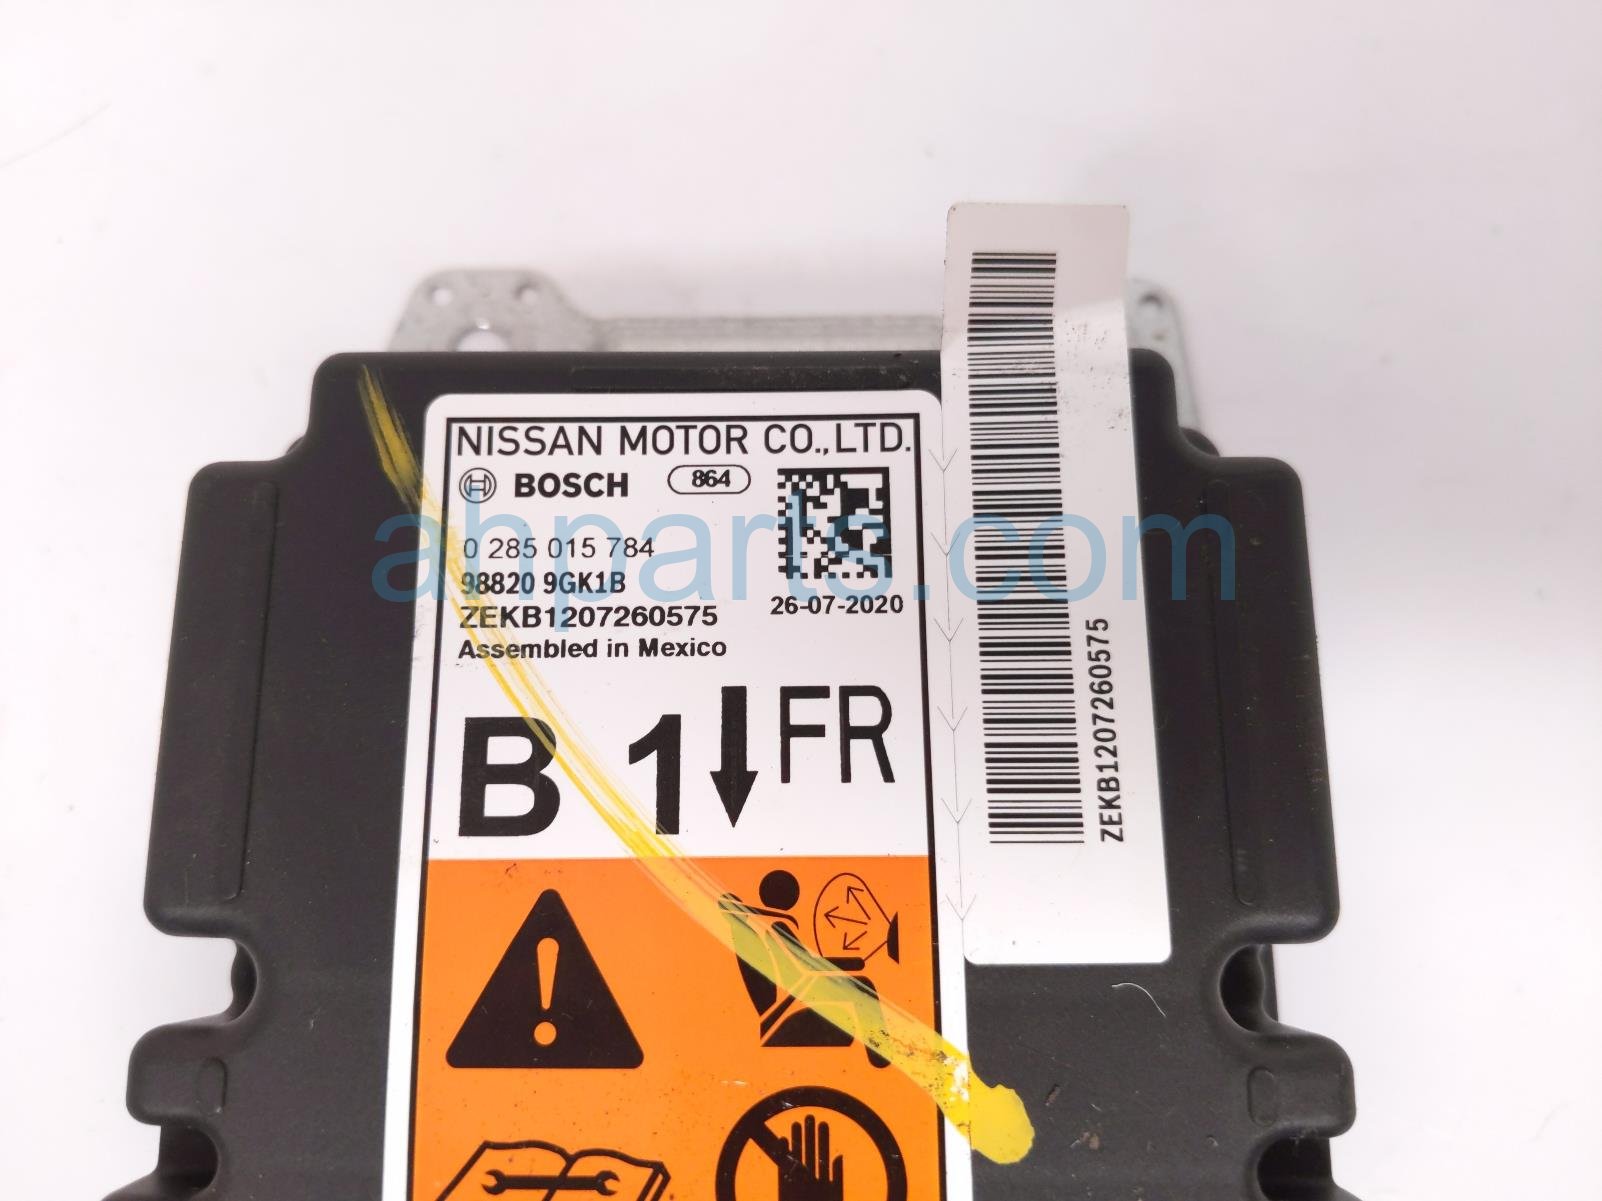 NISSAN MOTOR CO.,LTD.
BOSCH 864
0 285 015 784
98820 9GK1B
ZEKB1207260575
26-07-2020
Assembled in Mexico
B 1 FR
ZEKB1207260575
ahparts.com